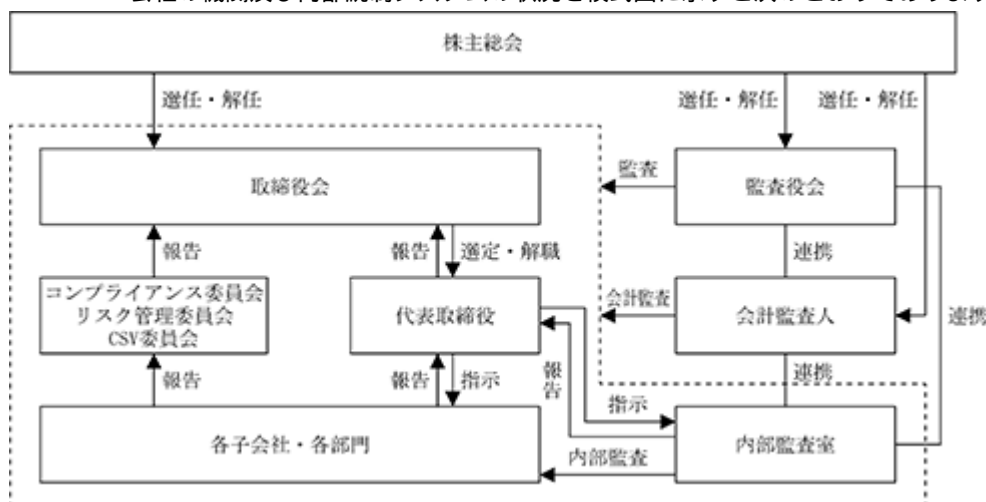 株主総会
選任・解任
選任・解任
選任・解任
取締役会
監査
監査役会
報告
報告
選定・解職
連携
コンプライアンス委員会
リスク管理委員会
CSV委員会
代表取締役
会計監査
会計監査人
連携
報告
報告
指示
報告
連携
指示
各子会社・各部門
内部監査
内部監査室